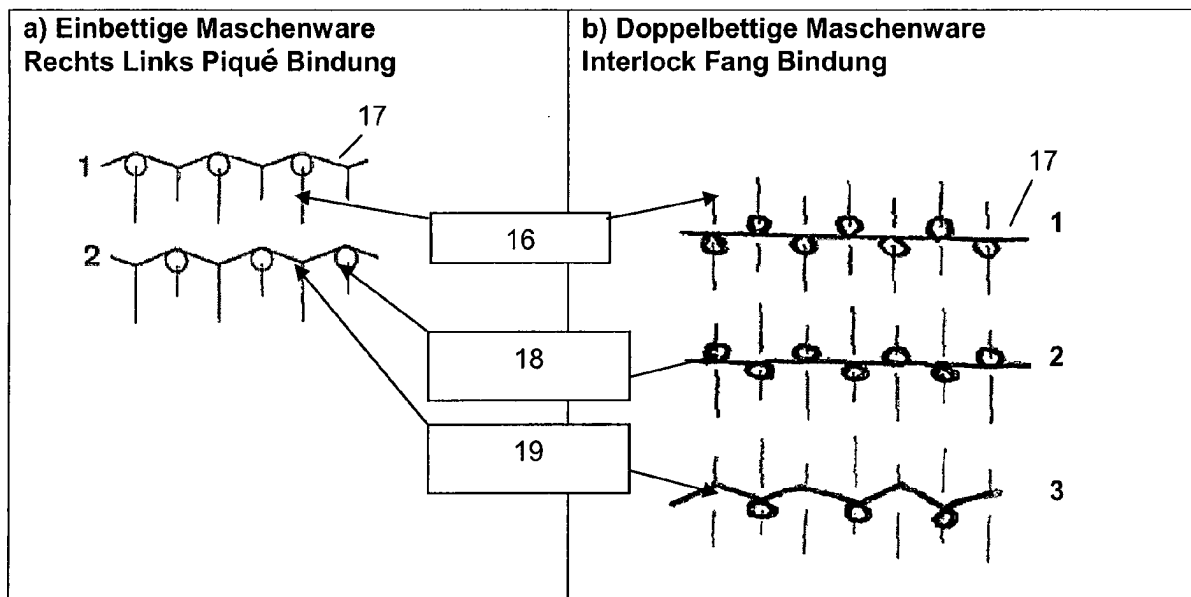 a) Einbettige Maschenware
Rechts Links Piqué Bindung
17
1
2
b) Doppelbettige Maschenware
Interlock Fang Bindung
17
1
2
3
16
18
19